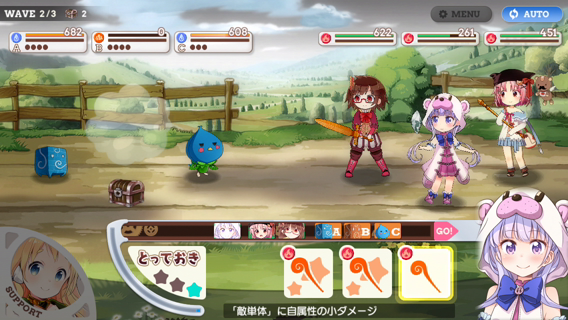 WAVE 2/3 2
MENU
AUTO
682
A
0
B
608
C
622
261
451
A
B
C
GO!
とっておき
SUPPORT
「敵単体」に自属性の小ダメージ